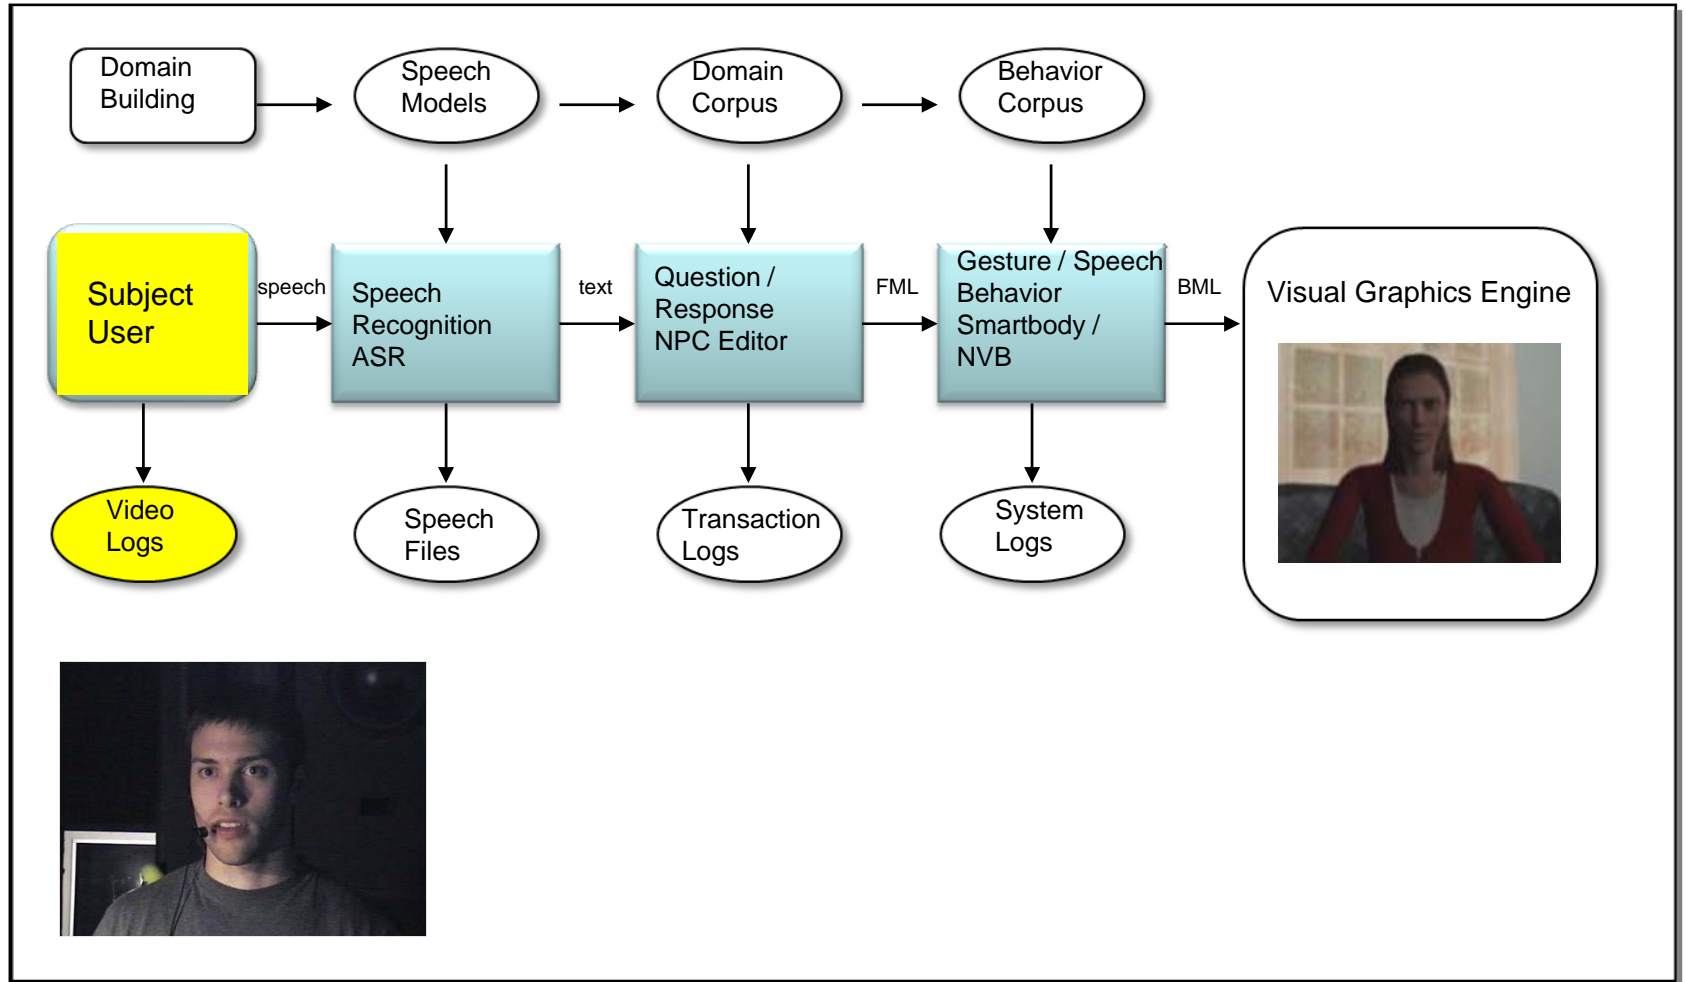 Domain
Building
Speech
Models
Domain
Corpus
Behavior
Corpus
Subject
User
speech
Speech
Recognition
ASR
text
Question /
Response
NPC Editor
FML
Gesture / Speech
Behavior
Smartbody /
NVB
BML
Visual Graphics Engine
Video
Logs
Speech
Files
Transaction
Logs
System
Logs